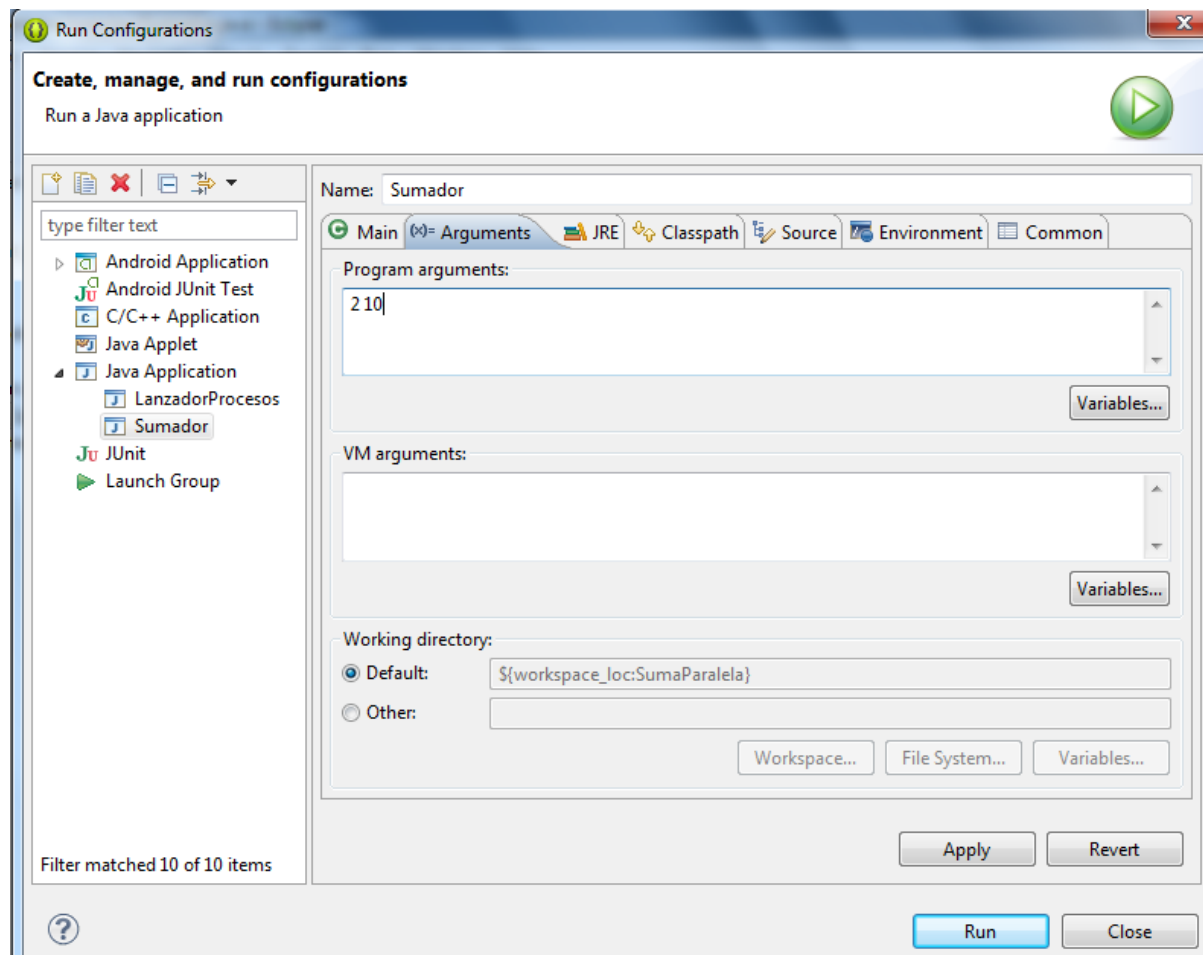 Run Configurations
Create, manage, and run configurations
Run a Java application
type filter text
Android Application
Android JUnit Test
C/C++ Application
Java Applet
Java Application
LanzadorProcesos
Sumador
JUnit
Launch Group
Filter matched 10 of 10 items
Name: Sumador
Main (x)= Arguments JRE Classpath Source Environment Common
Program arguments:
2 10
Variables...
VM arguments:
Variables...
Working directory:
Default: ${workspace_loc:SumaParalela}
Other:
Workspace... File System... Variables...
Apply Revert
Run Close